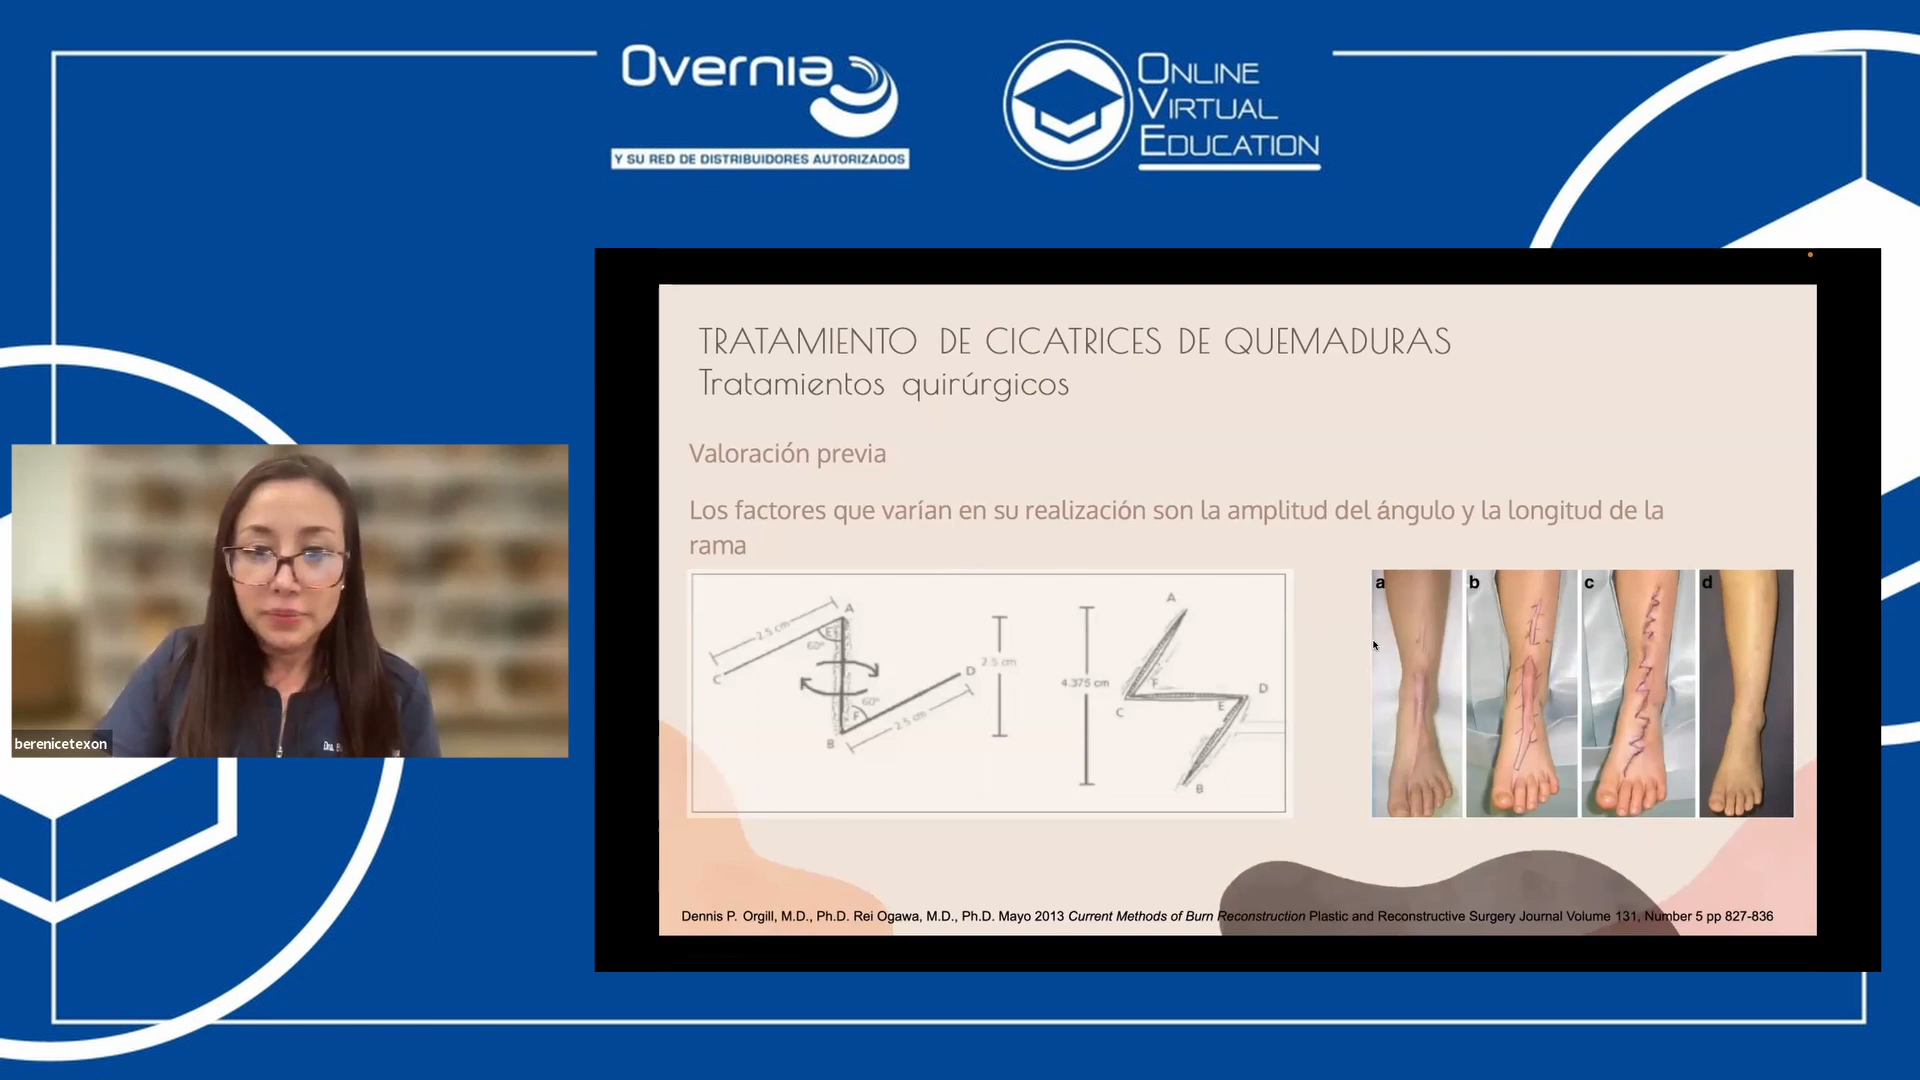 Overnia
Y SU RED DE DISTRIBUIDORES AUTORIZADOS
ONLINE
VIRTUAL
EDUCATION
TRATAMIENTO DE CICATRICES DE QUEMADURAS
Tratamientos quirúrgicos
Valoración previa
Los factores que varían en su realización son la amplitud del ángulo y la longitud de la
rama
A
2.5 cm
E
60°
C
D
2.5 cm
60°
F
2.5 cm
B
4.375 cm
A
F
D
C
E
B
a
b
c
d
berenicetexon
Dra.
Dennis P. Orgill, M.D., Ph.D. Rei Ogawa, M.D., Ph.D. Mayo 2013 Current Methods of Burn Reconstruction Plastic and Reconstructive Surgery Journal Volume 131, Number 5 pp 827-836